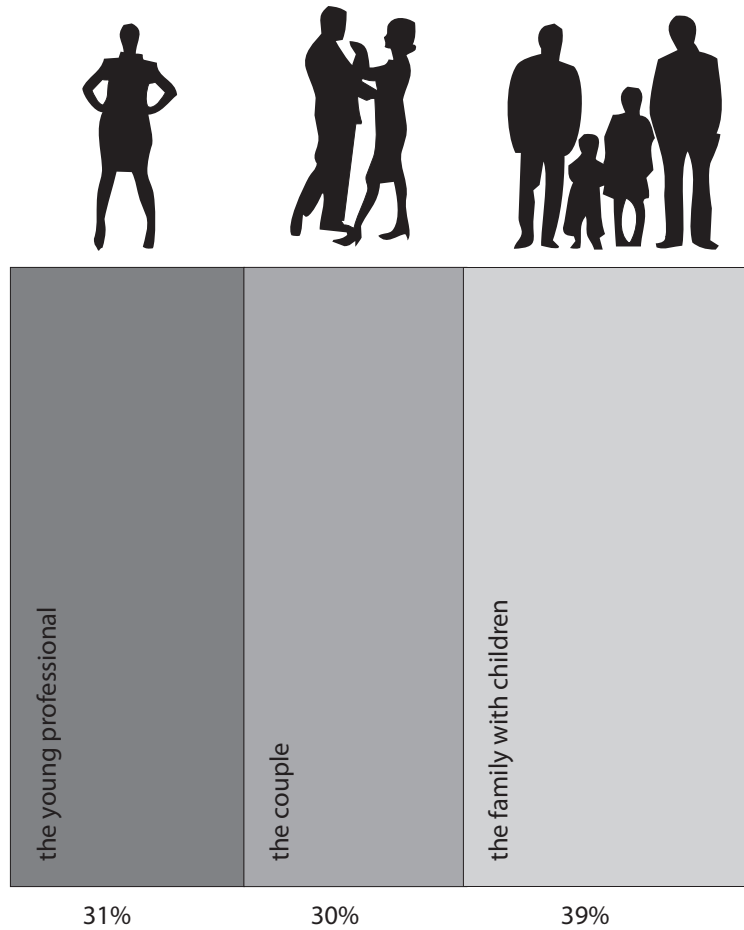 the young professional
the couple
the family with children
31%
30%
39%